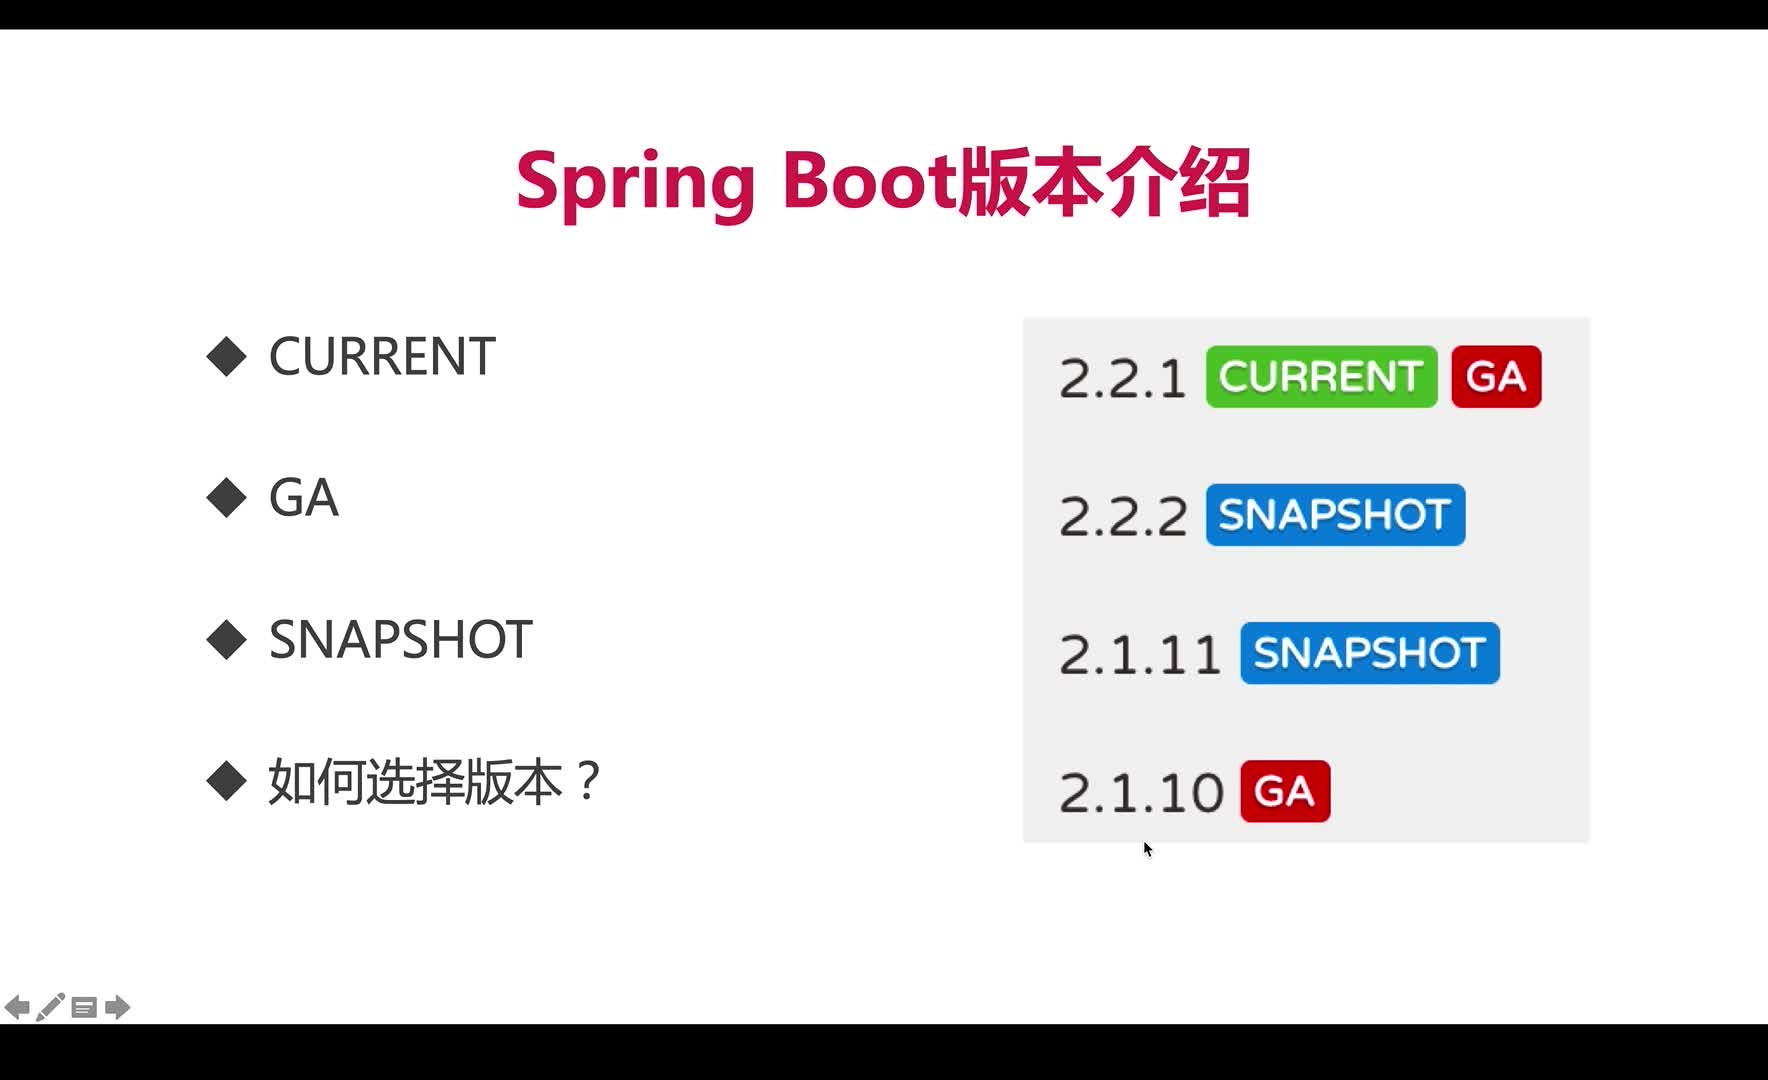 Spring Boot版本介绍
CURRENT
GA
SNAPSHOT
如何选择版本？
2.2.1 CURRENT GA
2.2.2 SNAPSHOT
2.1.11 SNAPSHOT
2.1.10 GA